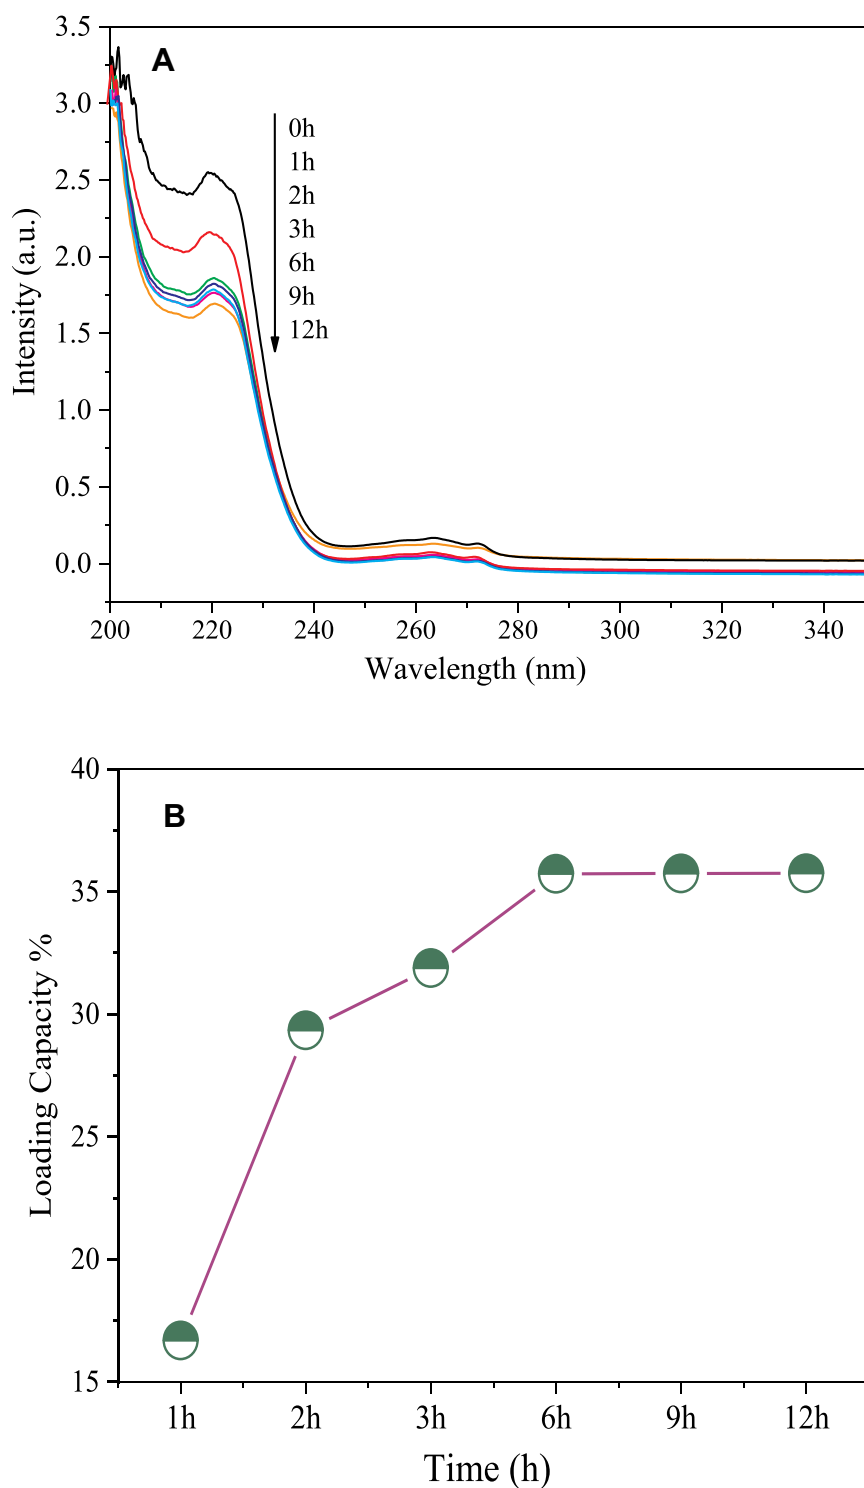 A
3.5
3.0
2.5
2.0
1.5
1.0
0.5
0.0
Intensity (a.u.)
0h
1h
2h
3h
6h
9h
12h
200 220 240 260 280 300 320 340
Wavelength (nm)
B
40
35
30
25
20
15
Loading Capacity %
1h 2h 3h 6h 9h 12h
Time (h)